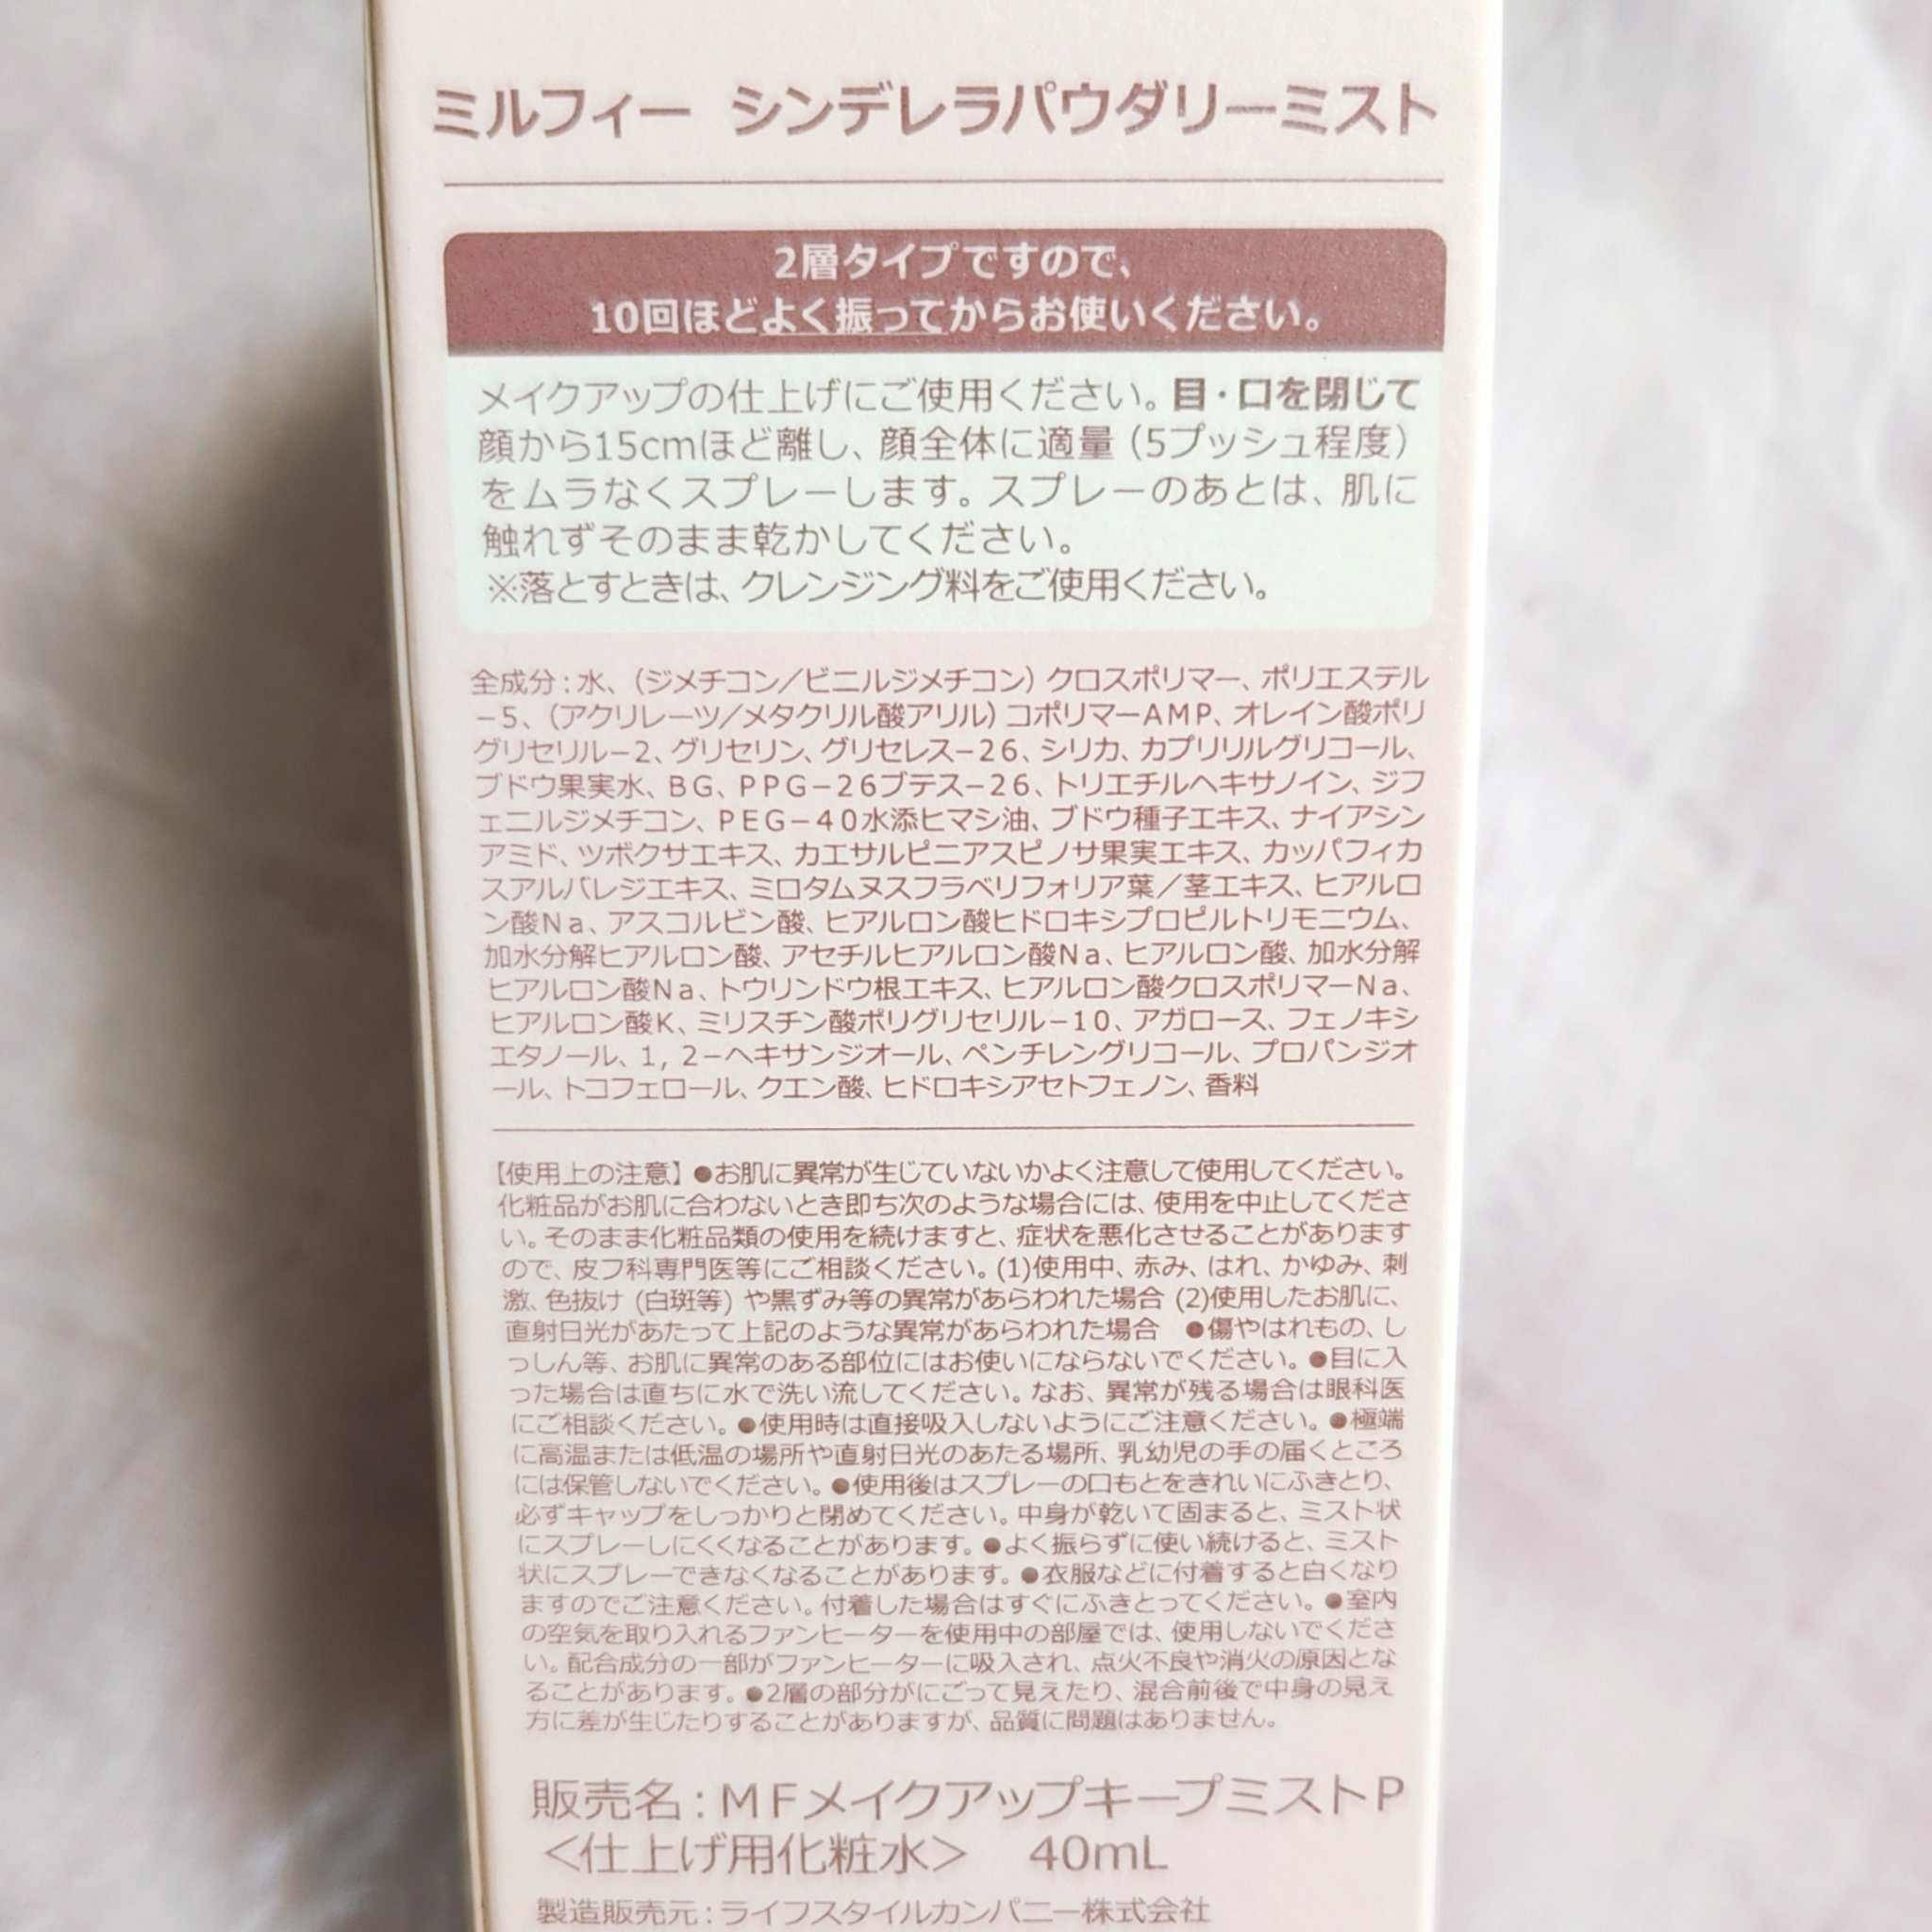 ミルフィー シンデレラパウダリーミスト
2層タイプですので、
10回ほどよく振ってからお使いください。
メイクアップの仕上げにご使用ください。目・口を閉じて
顔から15cmほど離し、顔全体に適量（5プッシュ程度）
をムラなくスプレーします。スプレーのあとは、肌に
触れずそのまま乾かしてください。
※落とすときは、クレンジング料をご使用ください。
全成分：水、（ジメチコン／ビニルジメチコン）クロスポリマー、ポリエステル
−5、（アクリレーツ／メタクリル酸アリル）コポリマーAMP、オレイン酸ポリ
グリセリル−2、グリセリン、グリセレス−26、シリカ、カプリリルグリコール、
ブドウ果実水、BG、PPG−26ブテス−26、トリエチルヘキサノイン、ジフ
ェニルジメチコン、PEG−40水添ヒマシ油、ブドウ種子エキス、ナイアシン
アミド、ツボクサエキス、カエサルピニアスピノサ果実エキス、カッパフィカ
スアルバレジエキス、ミロタムヌスフラベリフォリア葉／茎エキス、ヒアルロ
ン酸Na、アスコルビン酸、ヒアルロン酸ヒドロキシプロピルトリモニウム、
加水分解ヒアルロン酸、アセチルヒアルロン酸Na、ヒアルロン酸、加水分解
ヒアルロン酸Na、トウリンドウ根エキス、ヒアルロン酸クロスポリマーNa、
ヒアルロン酸K、ミリスチン酸ポリグリセリル−10、アガロース、フェノキシ
エタノール、1，2−ヘキサンジオール、ペンチレングリコール、プロパンジオ
ール、トコフェロール、クエン酸、ヒドロキシアセトフェノン、香料
【使用上の注意】●お肌に異常が生じていないかよく注意して使用してください。
化粧品がお肌に合わないとき即ち次のような場合には、使用を中止してくださ
い。そのまま化粧品類の使用を続けますと、症状を悪化させることがあります
ので、皮フ科専門医等にご相談ください。(1)使用中、赤み、はれ、かゆみ、刺
激、色抜け（白斑等）や黒ずみ等の異常があらわれた場合 (2)使用したお肌に、
直射日光があたって上記のような異常があらわれた場合　●傷やはれもの、し
っしん等、お肌に異常のある部位にはお使いにならないでください。●目に入
った場合は直ちに水で洗い流してください。なお、異常が残る場合は眼科医
にご相談ください。●使用時は直接吸入しないようにご注意ください。●極端
に高温または低温の場所や直射日光のあたる場所、乳幼児の手の届くところ
には保管しないでください。●使用後はスプレーの口もとをきれいにふきとり、
必ずキャップをしっかりと閉めてください。中身が乾いて固まると、ミスト状
にスプレーしにくくなることがあります。●よく振らずに使い続けると、ミスト
状にスプレーできなくなることがあります。●衣服などに付着すると白くなり
ますのでご注意ください。付着した場合はすぐにふきとってください。●室内
の空気を取り入れるファンヒーターを使用中の部屋では、使用しないでくださ
い。配合成分の一部がファンヒーターに吸入され、点火不良や消火の原因とな
ることがあります。●2層の部分がにごって見えたり、混合前後で中身の見え
方に差が生じたりすることがありますが、品質に問題はありません。
販売名：MFメイクアップキープミストP
＜仕上げ用化粧水＞　40mL
製造販売元：ライフスタイルカンパニー株式会社